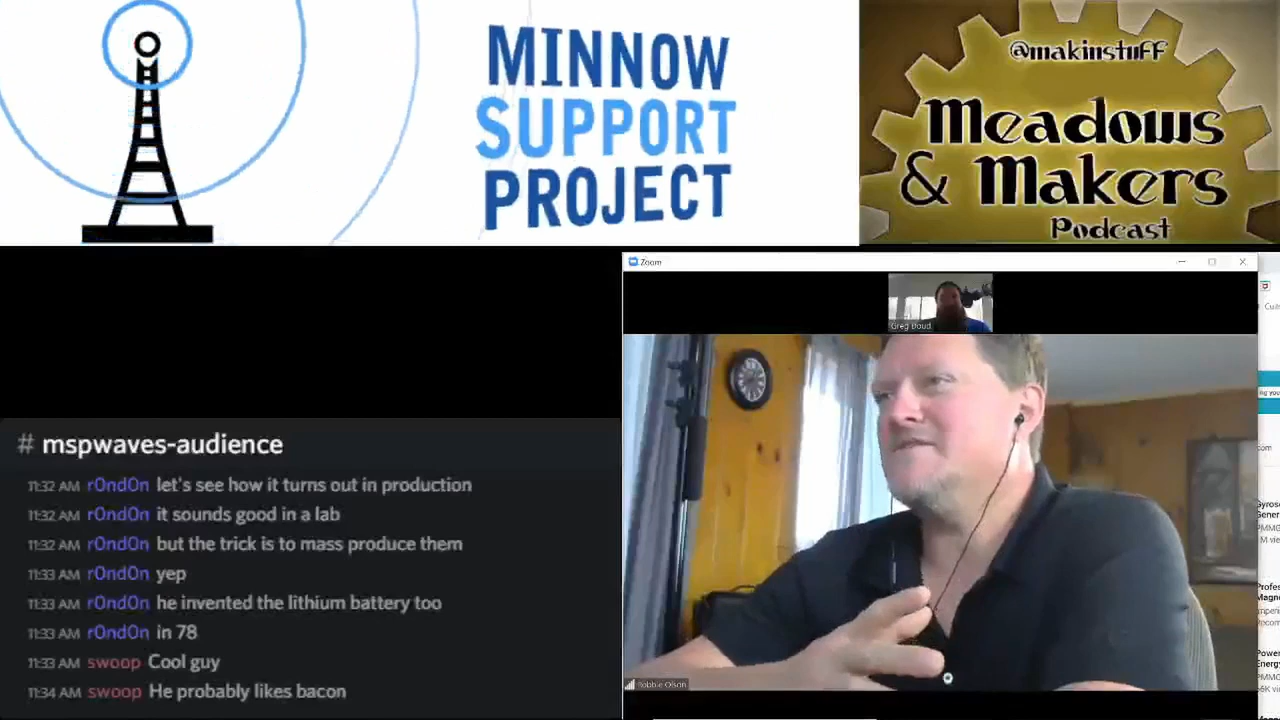 MINNOW
SUPPORT
PROJECT
@makinstuff
Meadows
& Makers
Podcast
Zoom
Greg Doud
# mspwaves-audience
11:32 AM r0nd0n let's see how it turns out in production
11:32 AM r0nd0n it sounds good in a lab
11:32 AM r0nd0n but the trick is to mass produce them
11:33 AM r0nd0n yep
11:33 AM r0nd0n he invented the lithium battery too
11:33 AM r0nd0n in 78
11:33 AM swoop Cool guy
11:34 AM swoop He probably likes bacon
Robbie Olson